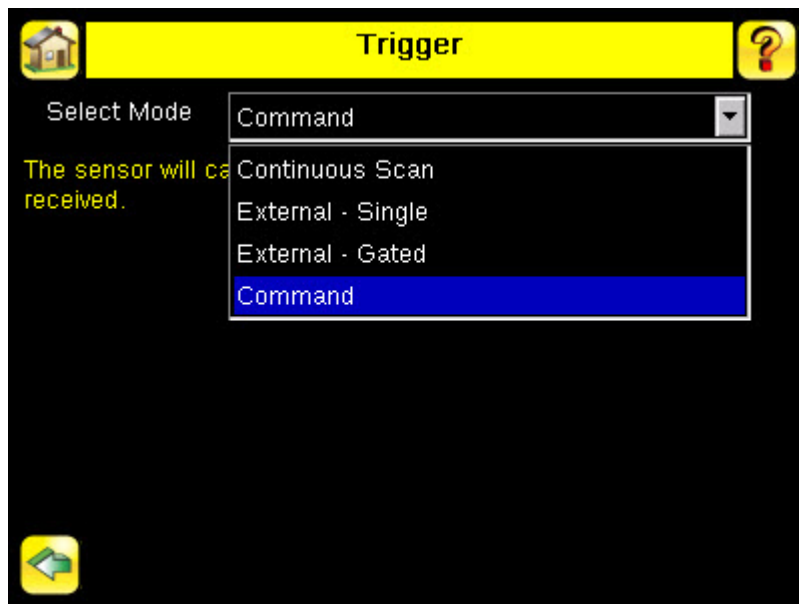 Trigger
Select Mode
Command
The sensor will ca
received.
Continuous Scan
External - Single
External - Gated
Command